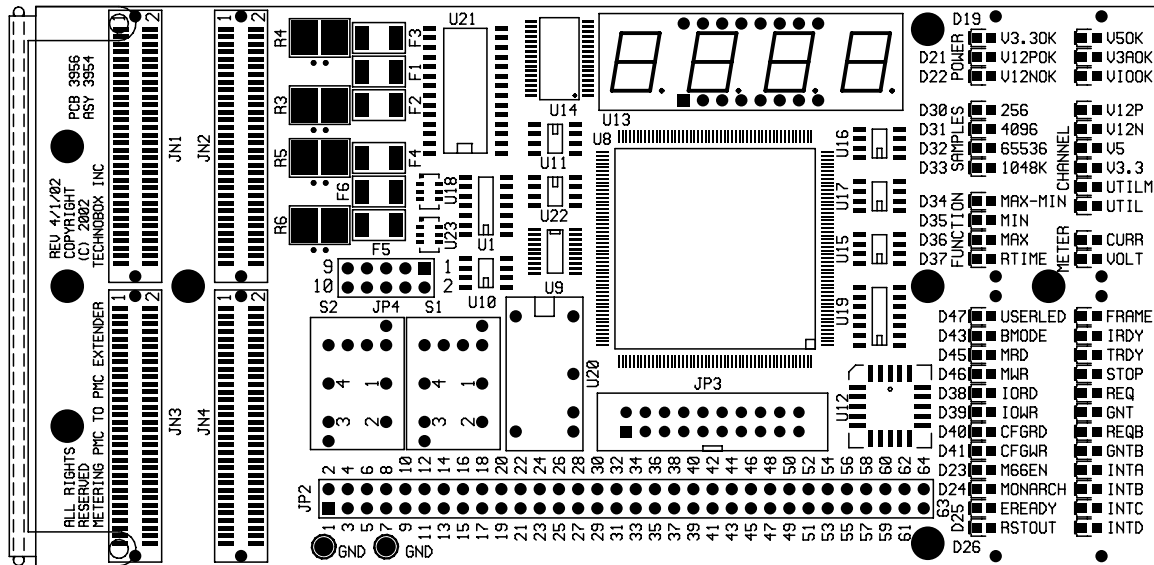 PCB 3956
ASY 3954
REV 4/1/02
COPYRIGHT
(C) 2002
TECHNOBOX INC
ALL RIGHTS
RESERVED
METERING PMC TO PMC EXTENDER
1 2
JN1
1 2
JN2
1 2
JN3
1 2
JN4
R4
R3
R5
R6
F3
F1
F2
F4
F6
F5
U21
U14
U13
U8
U11
U22
U18
U23
U1
U10
U9
U16
U17
U15
U19
U12
U20
9 1
10 2
S2 JP4 S1
4 1
3 2
4 1
3 2
JP3
JP2
2 4 6 8 10 12 14 16 18 20 22 24 26 28 30 32 34 36 38 40 42 44 46 48 50 52 54 56 58 60 62 64
1 3 5 7 9 11 13 15 17 19 21 23 25 27 29 31 33 35 37 39 41 43 45 47 49 51 53 55 57 59 61 63
GND GND
POWER
D19 V3.3OK V5OK
D21 V12POK V3AOK
D22 V12NOK VIOOK
SAMPLES
CHANNEL
D30 256 V12P
D31 4096 V12N
D32 65536 V5
D33 1048K V3.3
UTILM
FUNCTION
D34 MAX-MIN UTIL
D35 MIN
METER
D36 MAX CURR
D37 RTIME VOLT
D47 USERLED FRAME
D43 BMODE IRDY
D45 MRD TRDY
D46 MWR STOP
D38 IORD REQ
D39 IOWR GNT
D40 CFGRD REQB
D41 CFGWR GNTB
D23 M66EN INTA
D24 MONARCH INTB
D25 EREADY INTC
D26 RSTOUT INTD